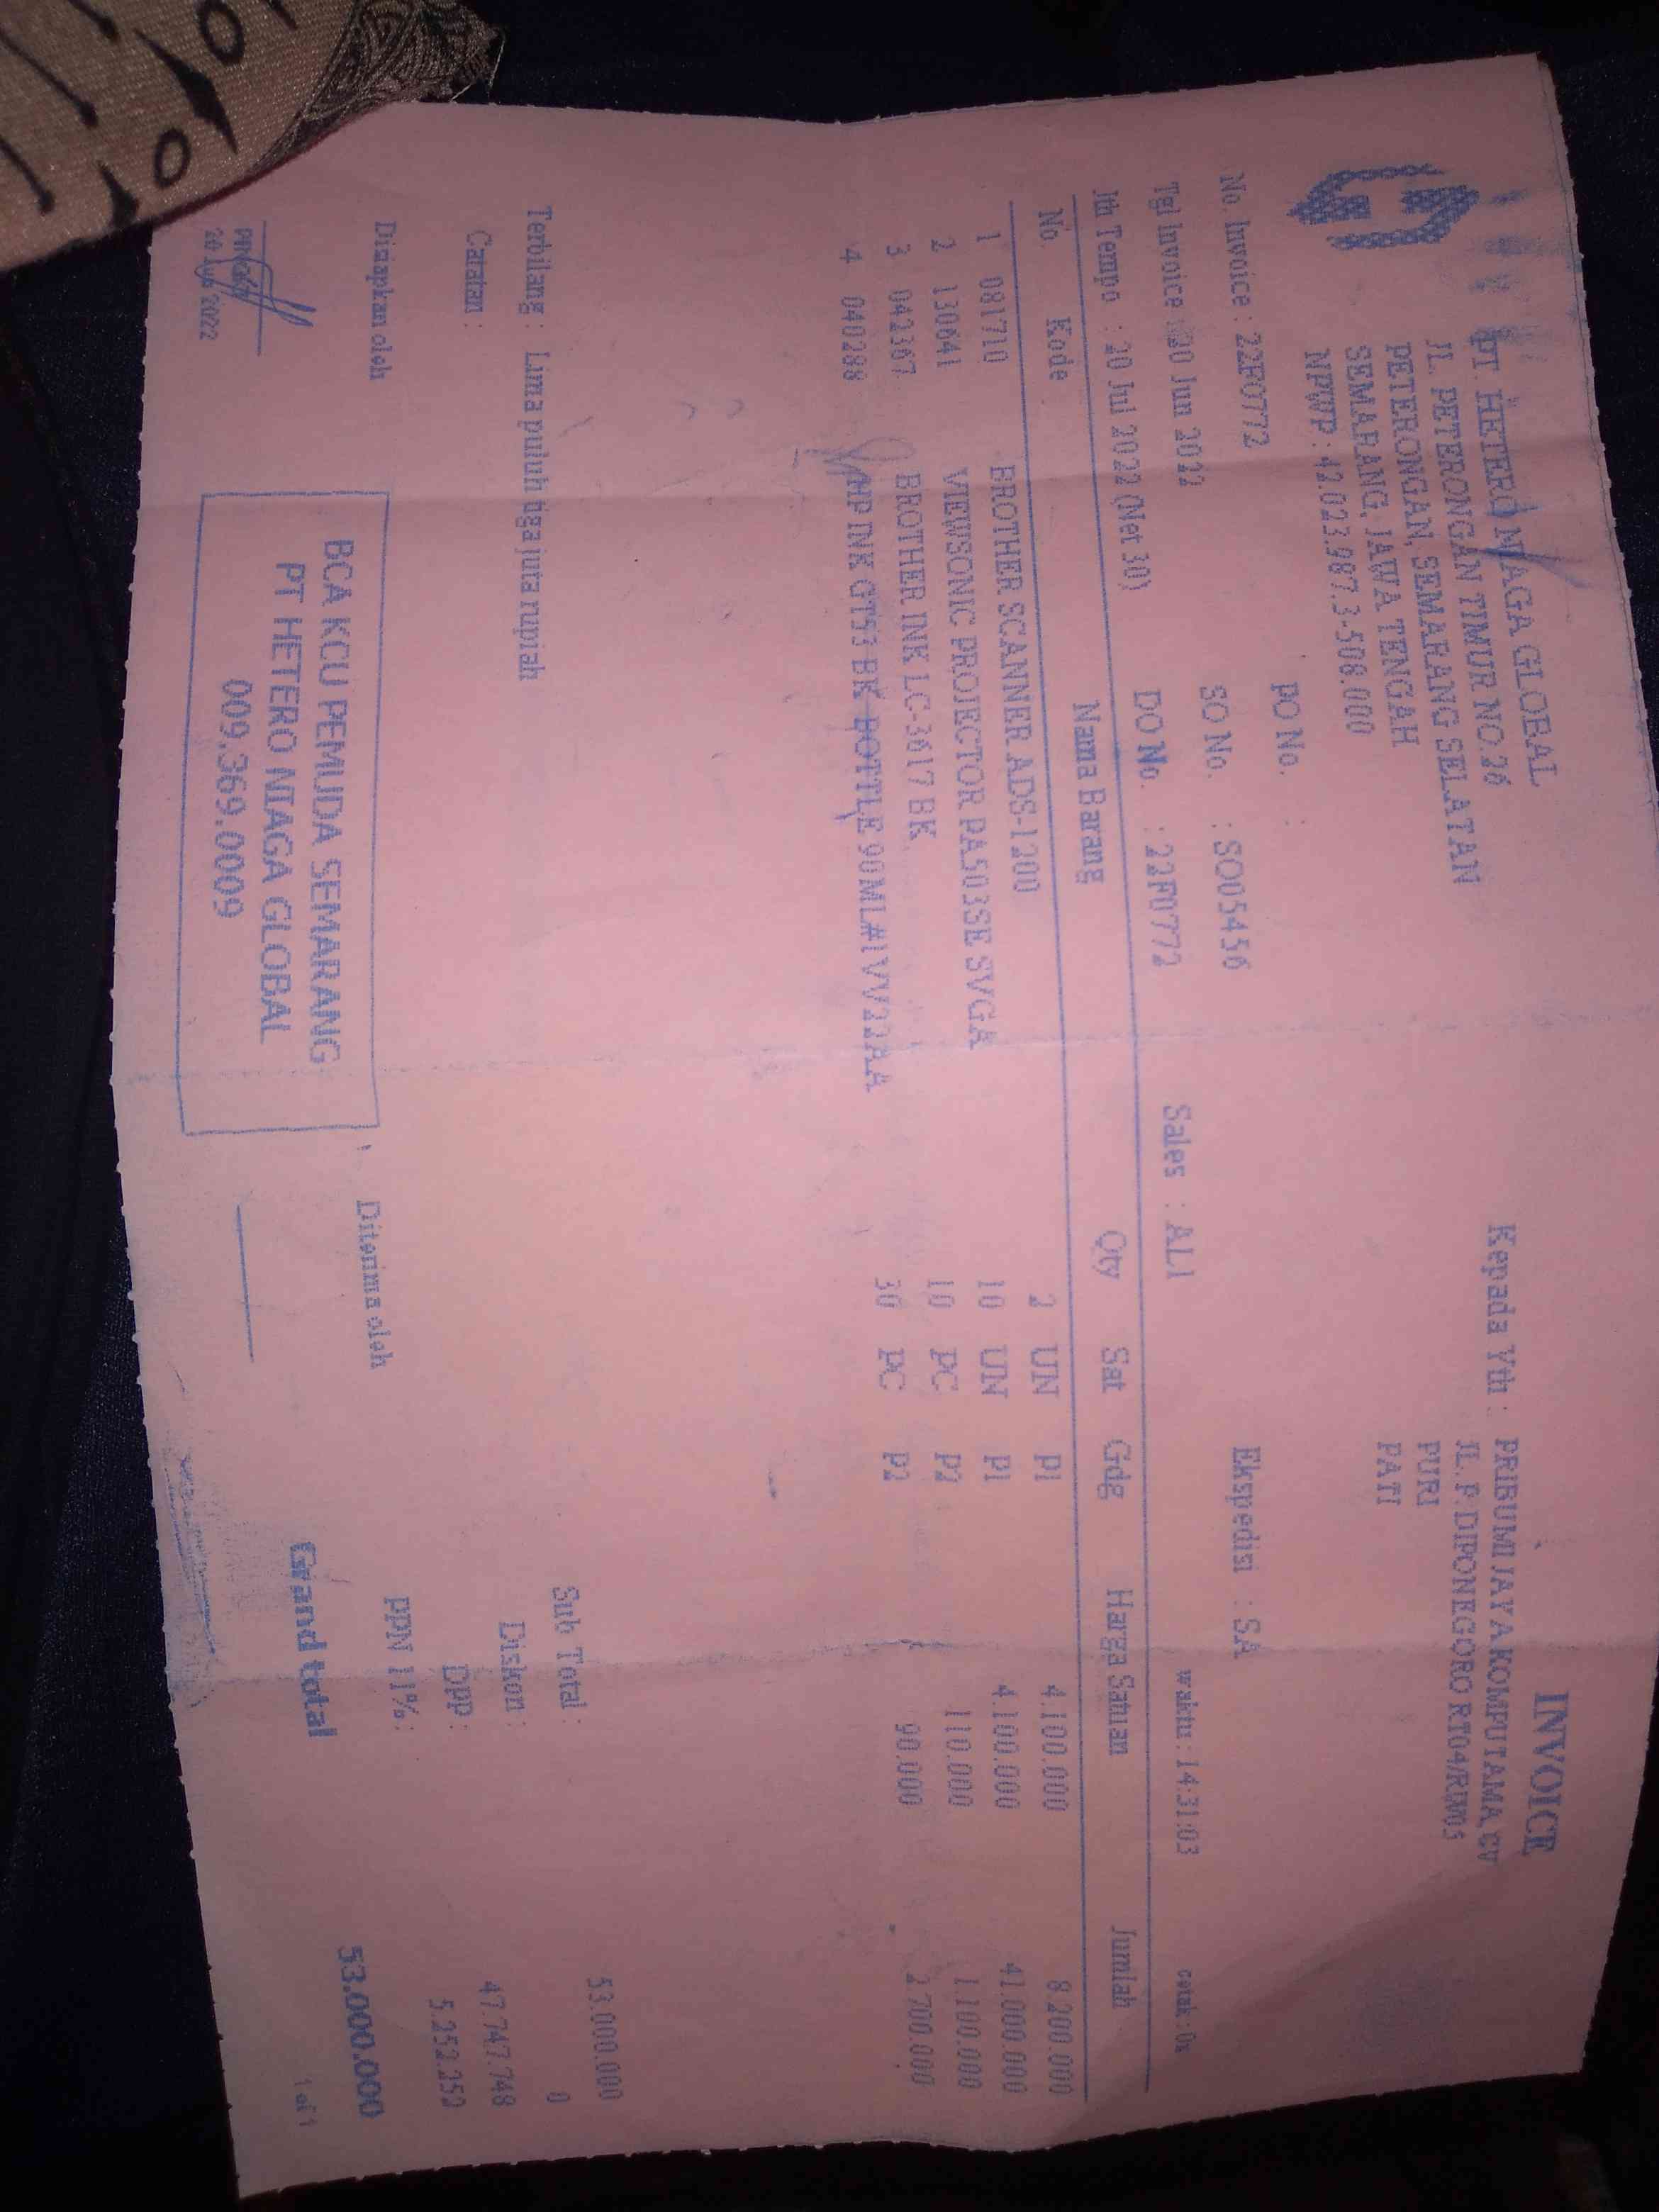 INVOICE
PT. HETERO NIAGA GLOBAL
JL. PETERONGAN TIMUR NO.26
PETERONGAN, SEMARANG SELATAN
SEMARANG, JAWA TENGAH
NPWP : 42.023.987.3-508.000
Kepada Yth : PRIBUMI JAYA KOMPUTAMA, CV
JL. P. DIPONEGORO RT04/RW05
PURI
PATI
No. Invoice : 22F0772
Tgl Invoice : 20 Jun 2022
Jth Tempo : 20 Jul 2022 (Net 30)
PO No. :
SO No. : SO05456
DO No. : 22F0772
Sales : ALI
Ekspedisi : SA
waktu : 14:31:03 cetak : 0x
No Kode Nama Barang Qty Sat Gdg Harga Satuan Jumlah
1 081710 BROTHER SCANNER ADS-1200 2 UN P1 4.100.000 8.200.000
2 130641 VIEWSONIC PROJECTOR PA503SE SVGA 10 UN P1 4.100.000 41.000.000
3 042367 BROTHER INK LC-3617 BK 10 PC P2 110.000 1.100.000
4 040288 HP INK GT53 BK BOTTLE 90ML#1VV22AA 30 PC P2 90.000 2.700.000
Terbilang : Lima puluh tiga juta rupiah
Catatan :
Sub Total : 53.000.000
Diskon : 0
DPP : 47.747.748
PPN 11% : 5.252.252
Grand total 53.000.000
Disiapkan oleh
20 Jun 2022
BCA KCU PEMUDA SEMARANG
PT HETERO NIAGA GLOBAL
009.369.0009
Diterima oleh
1 of 1